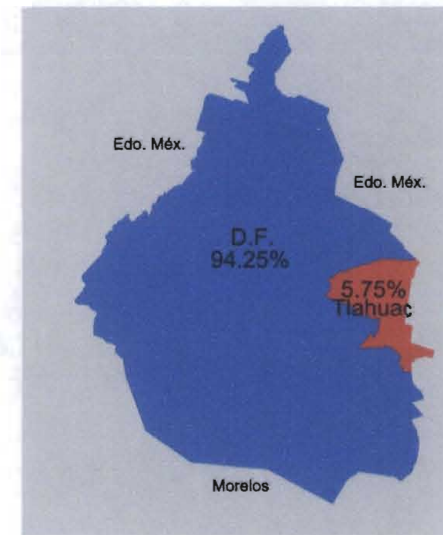 Edo. Méx.
Edo. Méx.
D.F.
94.25%
5.75%
Tlahuac
Morelos